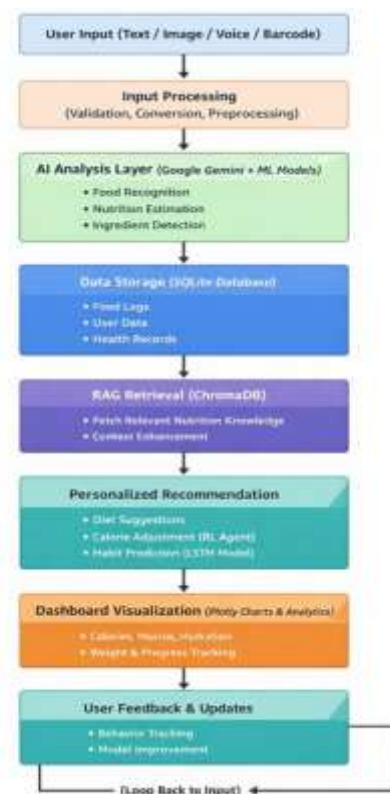 User Input (Text / Image / Voice / Barcode)
Input Processing
(Validation, Conversion, Preprocessing)
AI Analysis Layer (Google Gemini + ML Models)
• Food Recognition
• Nutrition Estimation
• Ingredient Detection
Data Storage (SQLite Database)
• Food Logs
• User Data
• Health Records
RAG Retrieval (ChromaDB)
• Fetch Relevant Nutrition Knowledge
• Context Enhancement
Personalized Recommendation
• Diet Suggestions
• Calorie Adjustment (RL Agent)
• Habit Prediction (LSTM Model)
Dashboard Visualization (Plotly Charts & Analytics)
• Calories, Macros, Hydration
• Weight & Progress Tracking
User Feedback & Updates
• Behavior Tracking
• Model Improvement
(Loop Back to Input)